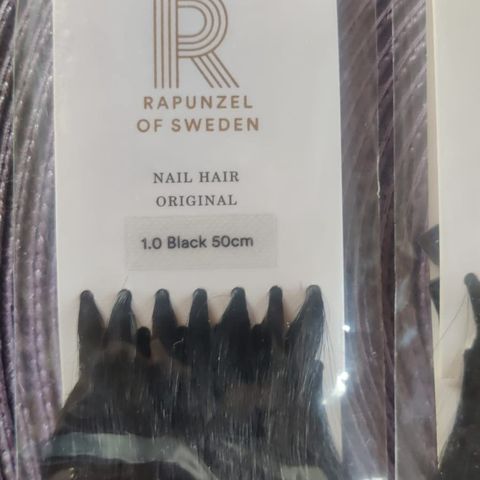 R
RAPUNZEL
OF SWEDEN
NAIL HAIR
ORIGINAL
1.0 Black 50cm